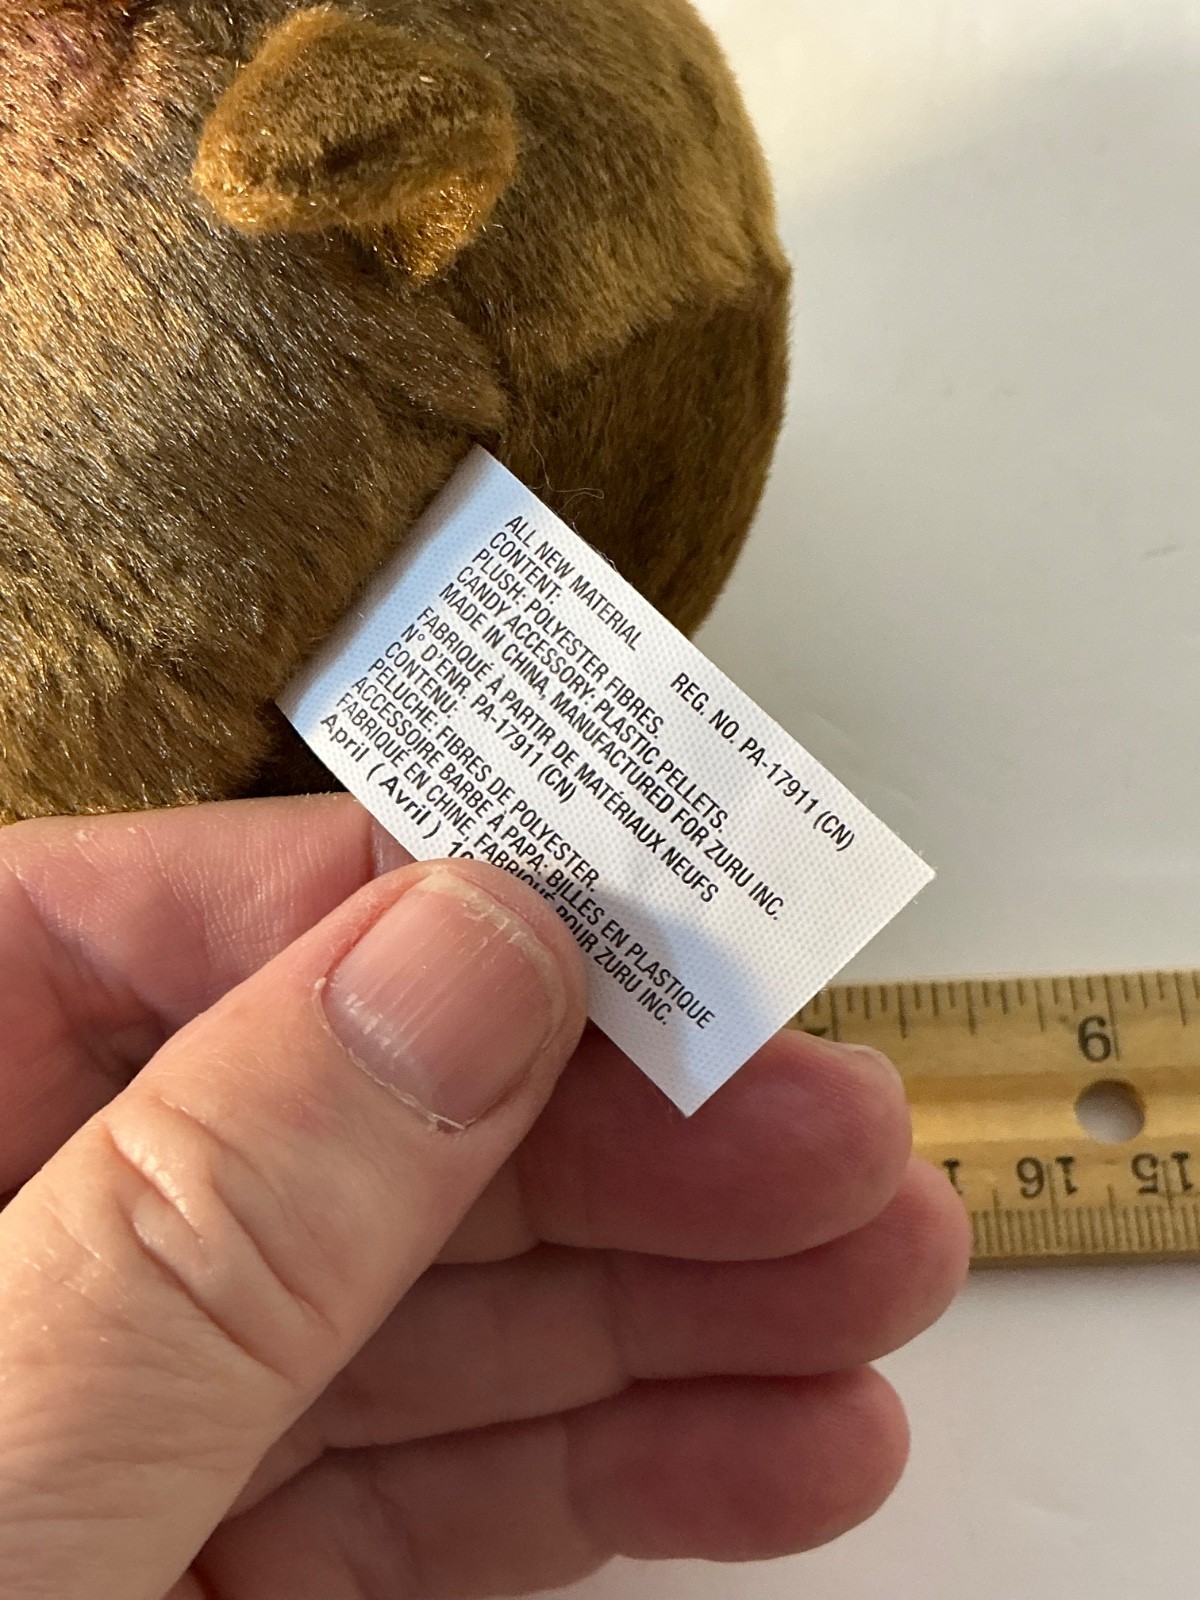 ALL NEW MATERIAL REG. NO. PA-17911 (CN)
CONTENT:
PLUSH: POLYESTER FIBRES.
CANDY ACCESSORY: PLASTIC PELLETS.
MADE IN CHINA, MANUFACTURED FOR ZURU INC.
FABRIQUÉ À PARTIR DE MATÉRIAUX NEUFS
N° D'ENR. PA-17911 (CN)
CONTENU:
PELUCHE: FIBRES DE POLYESTER.
ACCESSOIRE BARBE À PAPA: BILLES EN PLASTIQUE
FABRIQUÉ EN CHINE, FABRIQUÉ POUR ZURU INC.
April ( Avril )
9
16 15